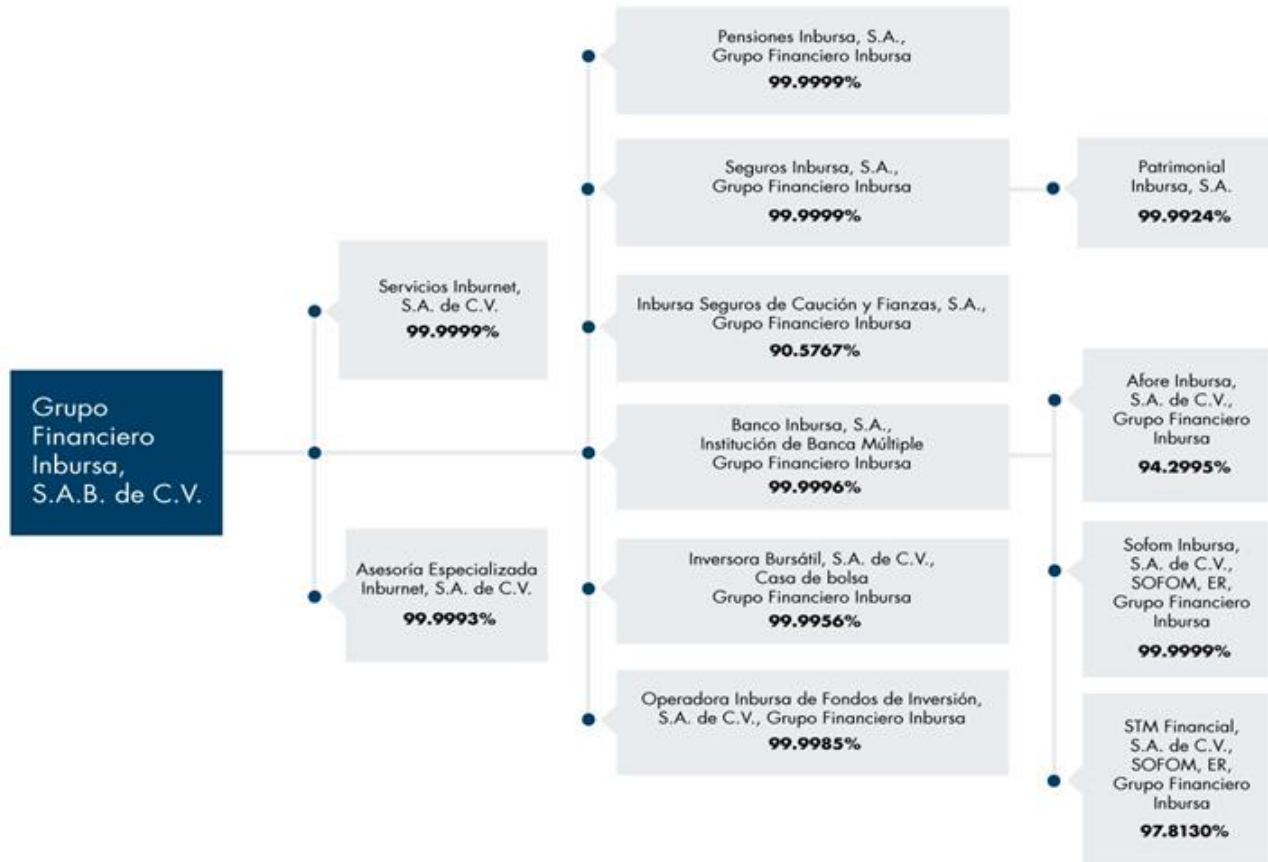 Grupo
Financiero
Inbursa,
S.A.B. de C.V.
Servicios Inburnet,
S.A. de C.V.
99.9999%
Asesoría Especializada
Inburnet, S.A. de C.V.
99.9993%
Pensiones Inbursa, S.A.,
Grupo Financiero Inbursa
99.9999%
Seguros Inbursa, S.A.,
Grupo Financiero Inbursa
99.9999%
Patrimonial
Inbursa, S.A.
99.9924%
Inbursa Seguros de Caución y Fianzas, S.A.,
Grupo Financiero Inbursa
90.5767%
Banco Inbursa, S.A.,
Institución de Banca Múltiple
Grupo Financiero Inbursa
99.9996%
Afore Inbursa,
S.A. de C.V.,
Grupo Financiero
Inbursa
94.2995%
Sofom Inbursa,
S.A. de C.V.,
SOFOM, ER,
Grupo Financiero
Inbursa
99.9999%
STM Financial,
S.A. de C.V.,
SOFOM, ER,
Grupo Financiero
Inbursa
97.8130%
Inversora Bursátil, S.A. de C.V.,
Casa de bolsa
Grupo Financiero Inbursa
99.9956%
Operadora Inbursa de Fondos de Inversión,
S.A. de C.V., Grupo Financiero Inbursa
99.9985%